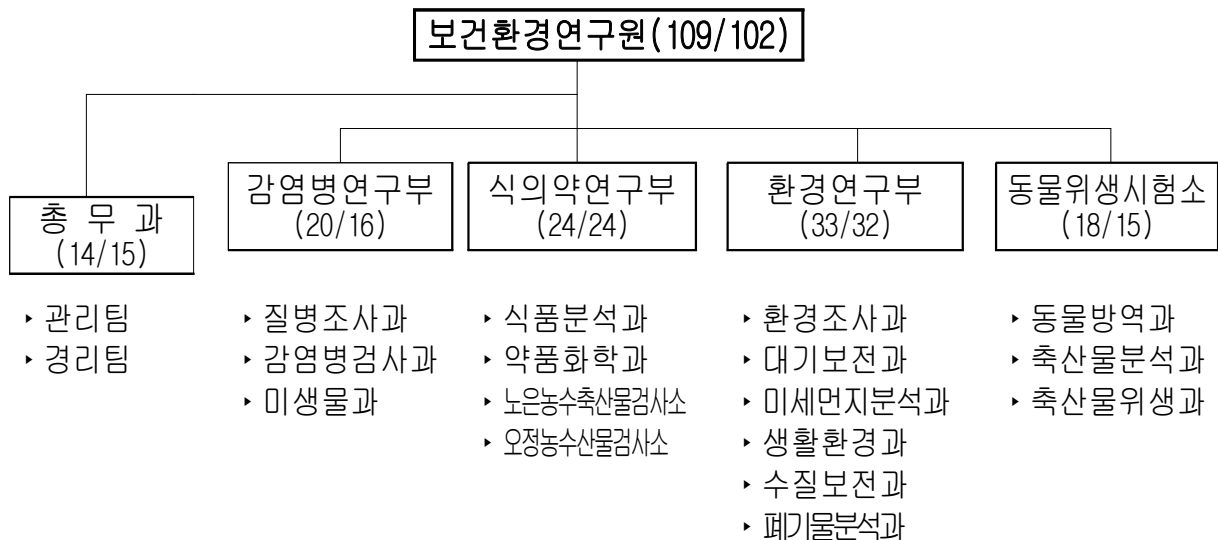 보건환경연구원(109/102)
총 무 과
(14/15)
‣ 관리팀
‣ 경리팀
감염병연구부
(20/16)
‣ 질병조사과
‣ 감염병검사과
‣ 미생물과
식의약연구부
(24/24)
‣ 식품분석과
‣ 약품화학과
‣ 노은농수축산물검사소
‣ 오정농수산물검사소
환경연구부
(33/32)
‣ 환경조사과
‣ 대기보전과
‣ 미세먼지분석과
‣ 생활환경과
‣ 수질보전과
‣ 폐기물분석과
동물위생시험소
(18/15)
‣ 동물방역과
‣ 축산물분석과
‣ 축산물위생과